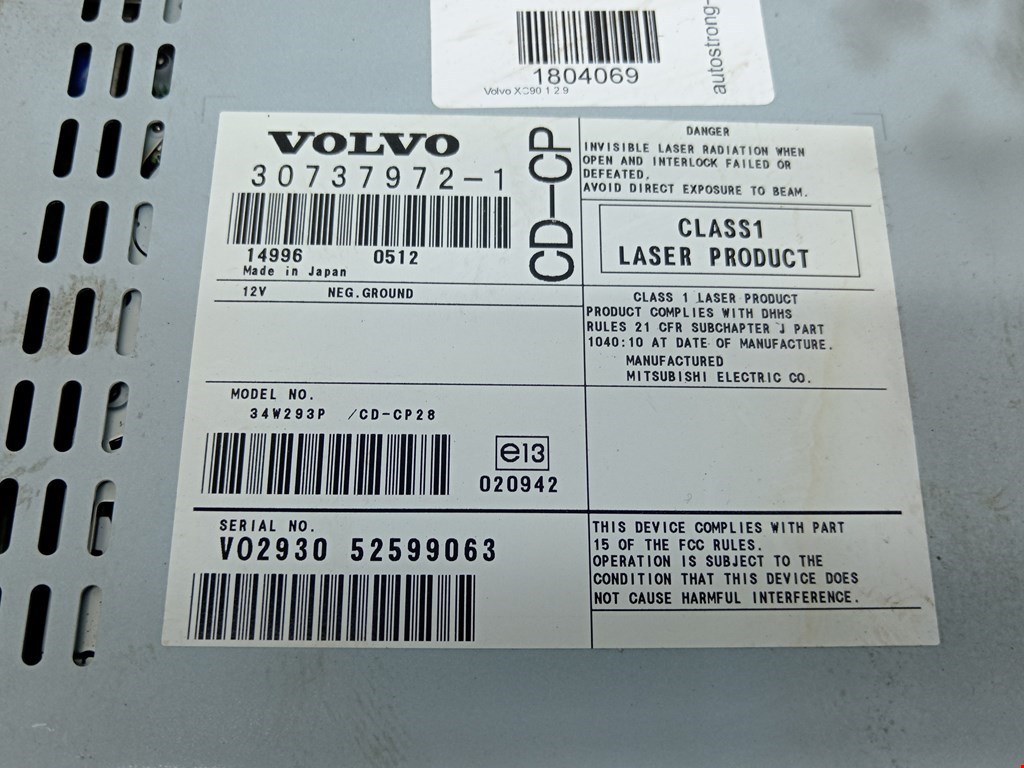 1804069
Volvo XC90 1 2.9
autostrong-
VOLVO
30737972-1
14996 0512
Made in Japan
CD-CP
12V NEG.GROUND
MODEL NO.
34W293P /CD-CP28
e13
020942
SERIAL NO.
VO2930 52599063
DANGER
INVISIBLE LASER RADIATION WHEN
OPEN AND INTERLOCK FAILED OR
DEFEATED.
AVOID DIRECT EXPOSURE TO BEAM.
CLASS1
LASER PRODUCT
CLASS 1 LASER PRODUCT
PRODUCT COMPLIES WITH DHHS
RULES 21 CFR SUBCHAPTER J PART
1040:10 AT DATE OF MANUFACTURE.
MANUFACTURED
MITSUBISHI ELECTRIC CO.
THIS DEVICE COMPLIES WITH PART
15 OF THE FCC RULES.
OPERATION IS SUBJECT TO THE
CONDITION THAT THIS DEVICE DOES
NOT CAUSE HARMFUL INTERFERENCE.